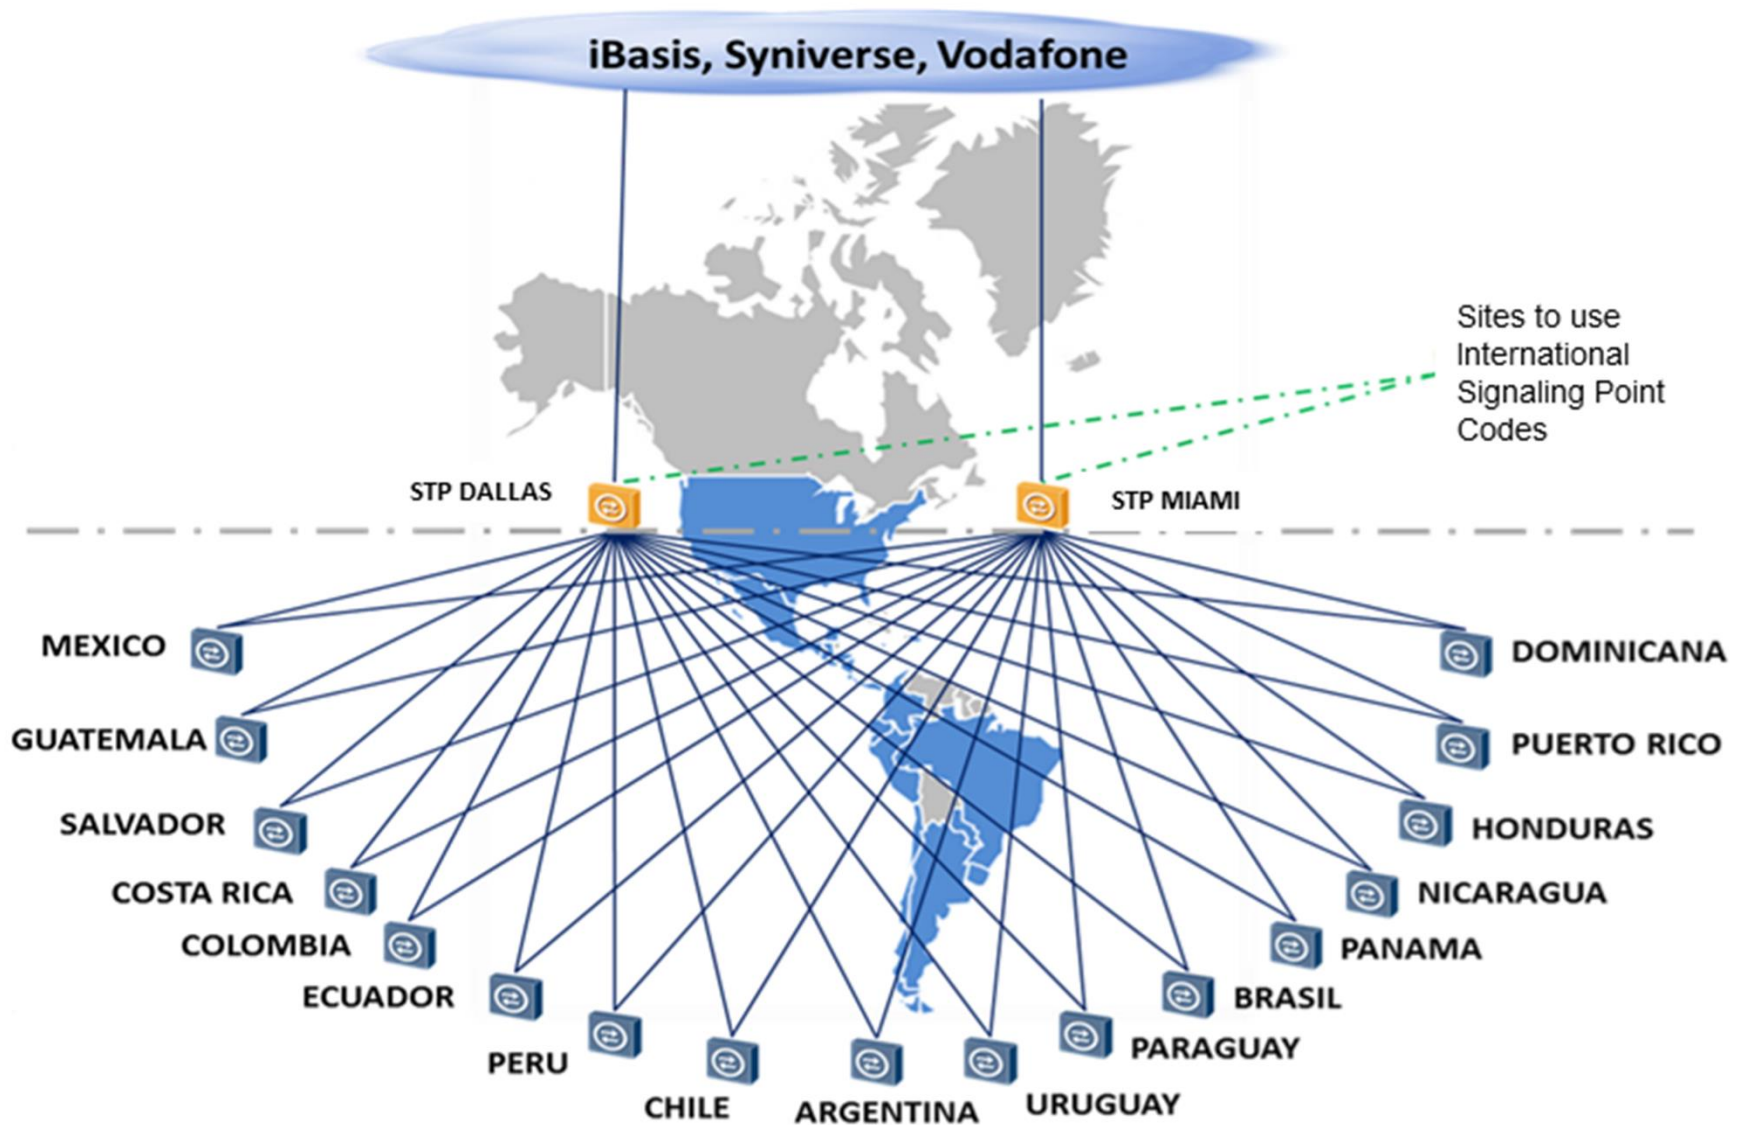 iBasis, Syniverse, Vodafone
Sites to use
International
Signaling Point
Codes
STP DALLAS
STP MIAMI
MEXICO
DOMINICANA
GUATEMALA
PUERTO RICO
SALVADOR
HONDURAS
COSTA RICA
NICARAGUA
COLOMBIA
PANAMA
ECUADOR
BRASIL
PERU
PARAGUAY
CHILE
ARGENTINA
URUGUAY